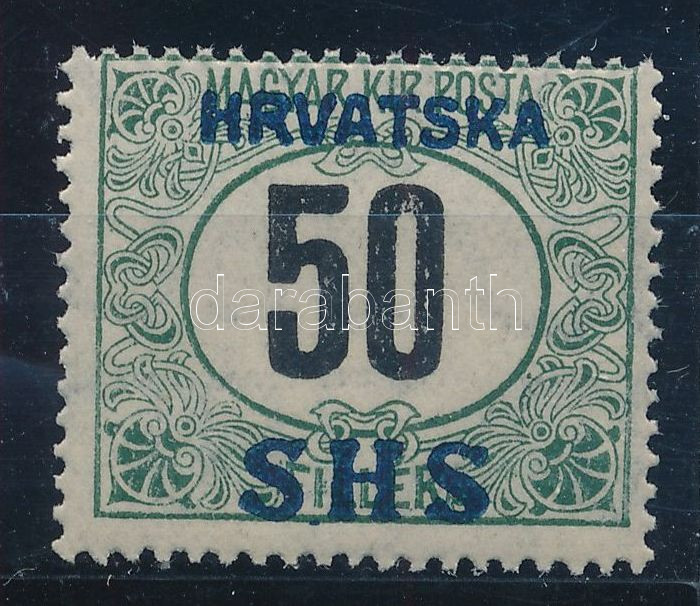 MAGYAR KIR. POSTA
HRVATSKA
50
darabanth
SHS